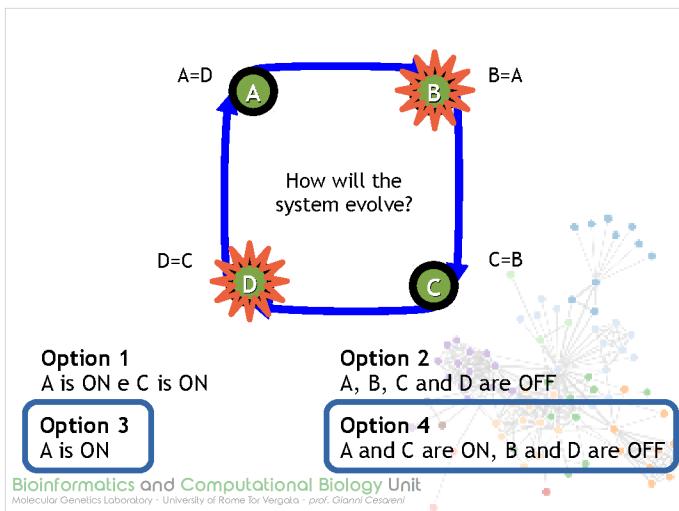 A=D
A
B
B=A
How will the
system evolve?
D=C
D
C
C=B
Option 1
A is ON e C is ON
Option 2
A, B, C and D are OFF
Option 3
A is ON
Option 4
A and C are ON, B and D are OFF
Bioinformatics and Computational Biology Unit
Molecular Genetics Laboratory - University of Rome Tor Vergata - prof. Gianni Cesareni